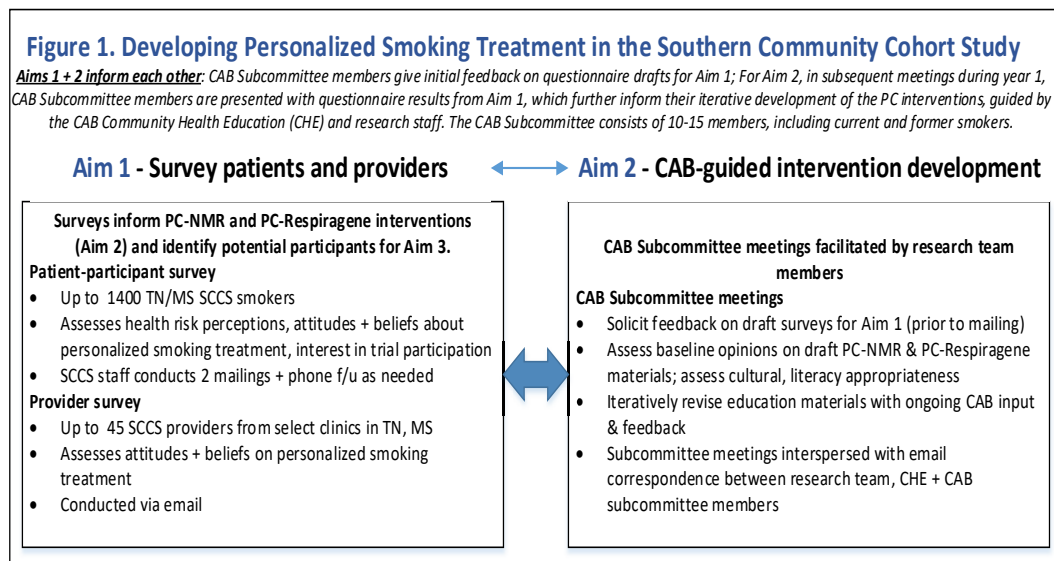 Figure 1. Developing Personalized Smoking Treatment in the Southern Community Cohort Study
Aims 1 + 2 inform each other: CAB Subcommittee members give initial feedback on questionnaire drafts for Aim 1; For Aim 2, in subsequent meetings during year 1,
CAB Subcommittee members are presented with questionnaire results from Aim 1, which further inform their iterative development of the PC interventions, guided by
the CAB Community Health Education (CHE) and research staff. The CAB Subcommittee consists of 10-15 members, including current and former smokers.
Aim 1 - Survey patients and providers
Surveys inform PC-NMR and PC-Respiragene interventions
(Aim 2) and identify potential participants for Aim 3.
Patient-participant survey
• Up to 1400 TN/MS SCCS smokers
• Assesses health risk perceptions, attitudes + beliefs about
personalized smoking treatment, interest in trial participation
• SCCS staff conducts 2 mailings + phone f/u as needed
Provider survey
• Up to 45 SCCS providers from select clinics in TN, MS
• Assesses attitudes + beliefs on personalized smoking
treatment
• Conducted via email
Aim 2 - CAB-guided intervention development
CAB Subcommittee meetings facilitated by research team
members
CAB Subcommittee meetings
• Solicit feedback on draft surveys for Aim 1 (prior to mailing)
• Assess baseline opinions on draft PC-NMR & PC-Respiragene
materials; assess cultural, literacy appropriateness
• Iteratively revise education materials with ongoing CAB input
& feedback
• Subcommittee meetings interspersed with email
correspondence between research team, CHE + CAB
subcommittee members